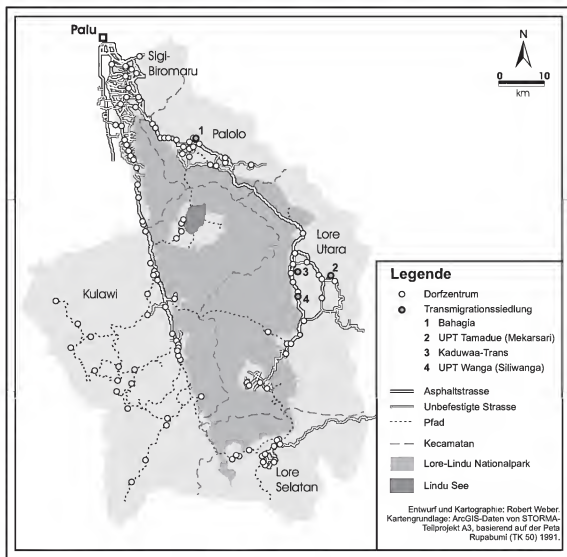 Palu
Sigi-
Biromaru
N
0 10
km
1
Palolo
Lore
Utara
3
2
4
Kulawi
Lore
Selatan
Legende
Dorfzentrum
Transmigrationssiedlung
1 Bahagia
2 UPT Tamadue (Mekarsari)
3 Kaduwaa-Trans
4 UPT Wanga (Siliwanga)
Asphaltstrasse
Unbefestigte Strasse
Pfad
Kecamatan
Lore-Lindu Nationalpark
Lindu See
Entwurf und Kartographie: Robert Weber.
Kartengrundlage: ArcGIS-Daten von STORMA-
Teilprojekt A3, basierend auf der Peta
Rupabumi (TK 50) 1991.